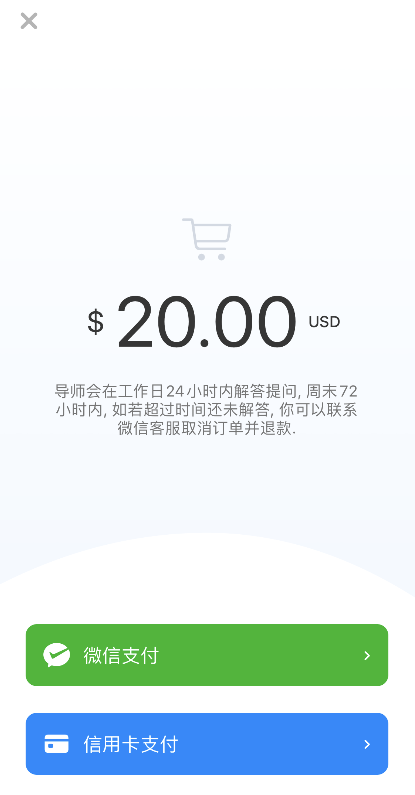 $ 20.00 USD
导师会在工作日24小时内解答提问, 周末72
小时内, 如若超过时间还未解答, 你可以联系
微信客服取消订单并退款.
微信支付
信用卡支付